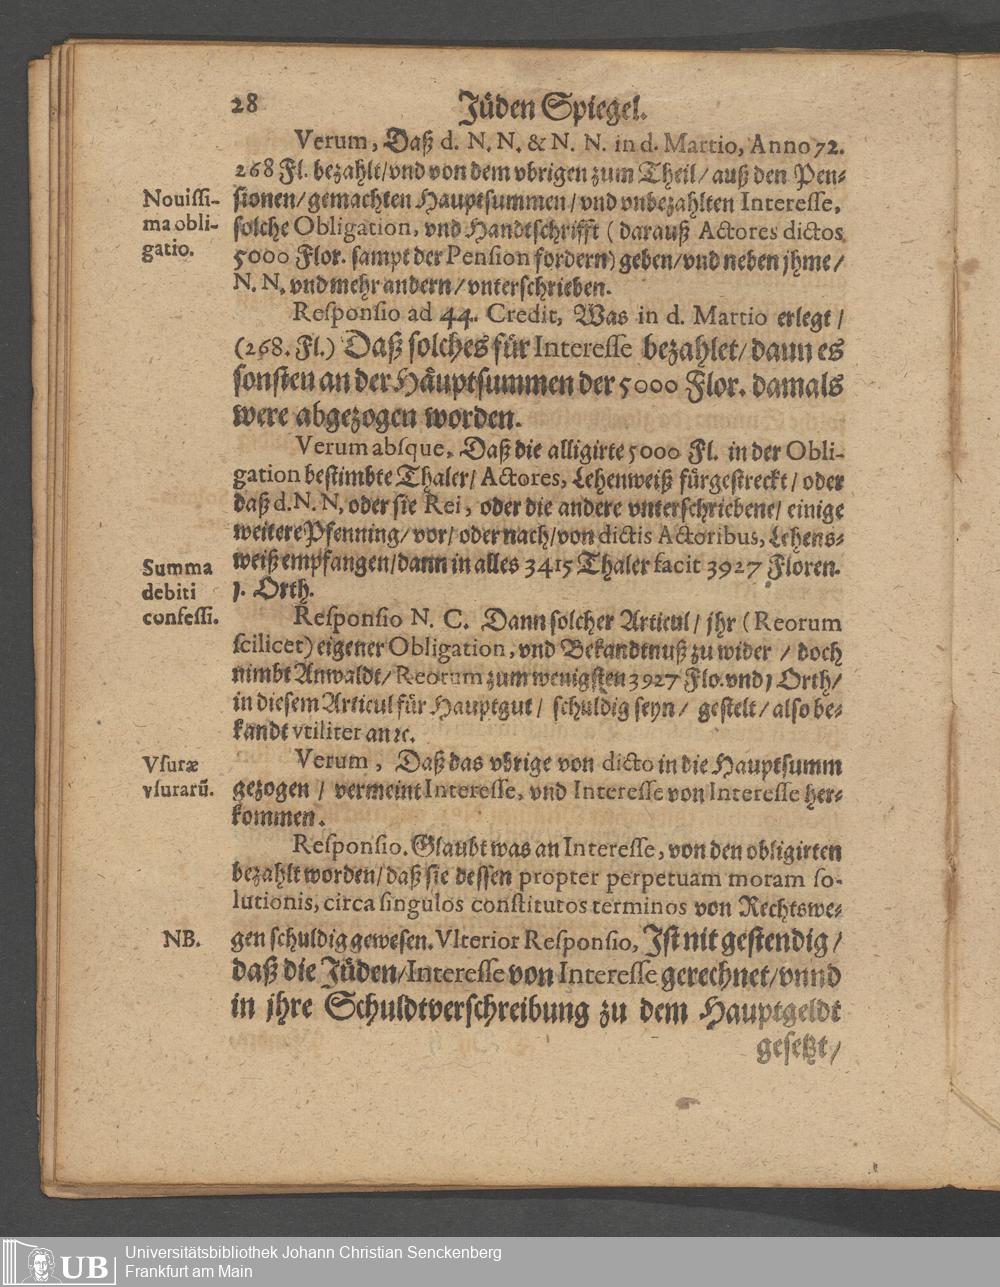 28 Jüden Spiegel.
Verum, Daß d. N. N. & N. N. in d. Martio, Anno 72.
268 Fl. bezahlt/vnd von dem vbrigen zum Theil/ auß den Pen-
Nouissi-
ma obli-
gatio.
sionen/gemachten Hauptsummen/vnd vnbezahlten Interesse,
solche Obligation, vnd Handtschrifft (darauß Actores dictos
5000 Flor. sampt der Pension fordern) geben/vnd neben jhme/
N. N. vnd mehr andern/vnterschrieben.
Responsio ad 44. Credit, Was in d. Martio erlegt/
(268. Fl.) Daß solches für Interesse bezahlet/dann es
sonsten an der Häuptsummen der 5000 Flor. damals
were abgezogen worden.
Verum absque, Daß die alligirte 5000 Fl. in der Obli-
gation bestimbte Thaler/Actores, Lehenweiß fürgestreckt/oder
daß d. N. N, oder sie Rei, oder die andere vnterschriebene/ einige
weitere Pfenning/vor/oder nach/von dictis Actoribus, Lehens-
weiß empfangen/dann in alles 3415 Thaler facit 3927 Floren.
Summa
debiti
confessi.
1. Orth.
Responsio N. C. Dann solcher Articul/ jhr (Reorum
scilicet) eigener Obligation, vnd Bekandtnuß zu wider / doch
nimbt Anwaldt/Reorum zum wenigsten 3927 Flo. vnd 1 Orth/
in diesem Articul für Hauptgut/ schuldig seyn/ gestelt/also be-
kandt vtiliter an ꝛc.
Vsuræ
vsurarũ.
Verum, Daß das vbrige von dicto in die Hauptsumm
gezogen / vermeint Interesse, vnd Interesse von Interesse her-
kommen.
Responsio. Glaubt was an Interesse, von den obligirten
bezahlt worden/daß sie dessen propter perpetuam moram so-
lutionis, circa singulos constitutos terminos von Rechtswe-
NB.
gen schuldig gewesen. Vlterior Responsio, Ist nit gestendig/
daß die Jüden/Interesse von Interesse gerechnet/vnnd
in jhre Schuldtverschreibung zu dem Hauptgeldt
gesetzt/
UB Universitätsbibliothek Johann Christian Senckenberg
Frankfurt am Main